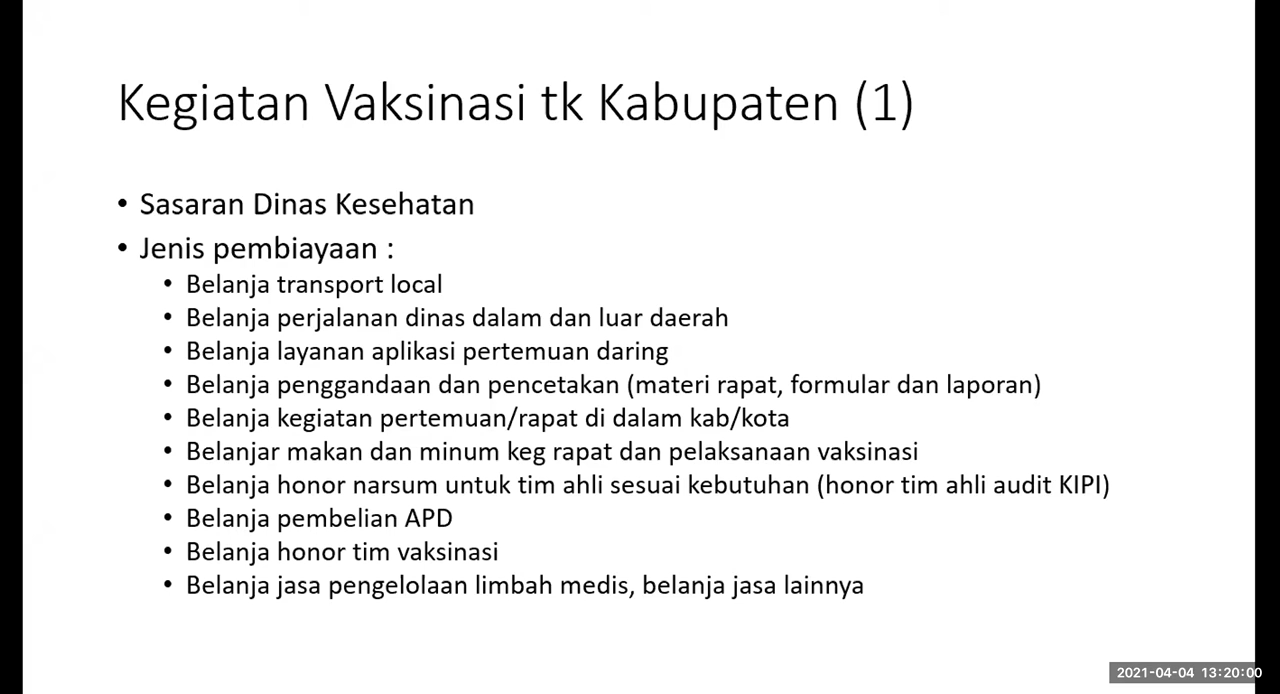 Kegiatan Vaksinasi tk Kabupaten (1)
• Sasaran Dinas Kesehatan
• Jenis pembiayaan :
• Belanja transport local
• Belanja perjalanan dinas dalam dan luar daerah
• Belanja layanan aplikasi pertemuan daring
• Belanja penggandaan dan pencetakan (materi rapat, formular dan laporan)
• Belanja kegiatan pertemuan/rapat di dalam kab/kota
• Belanjar makan dan minum keg rapat dan pelaksanaan vaksinasi
• Belanja honor narsum untuk tim ahli sesuai kebutuhan (honor tim ahli audit KIPI)
• Belanja pembelian APD
• Belanja honor tim vaksinasi
• Belanja jasa pengelolaan limbah medis, belanja jasa lainnya
2021-04-04 13:20:00